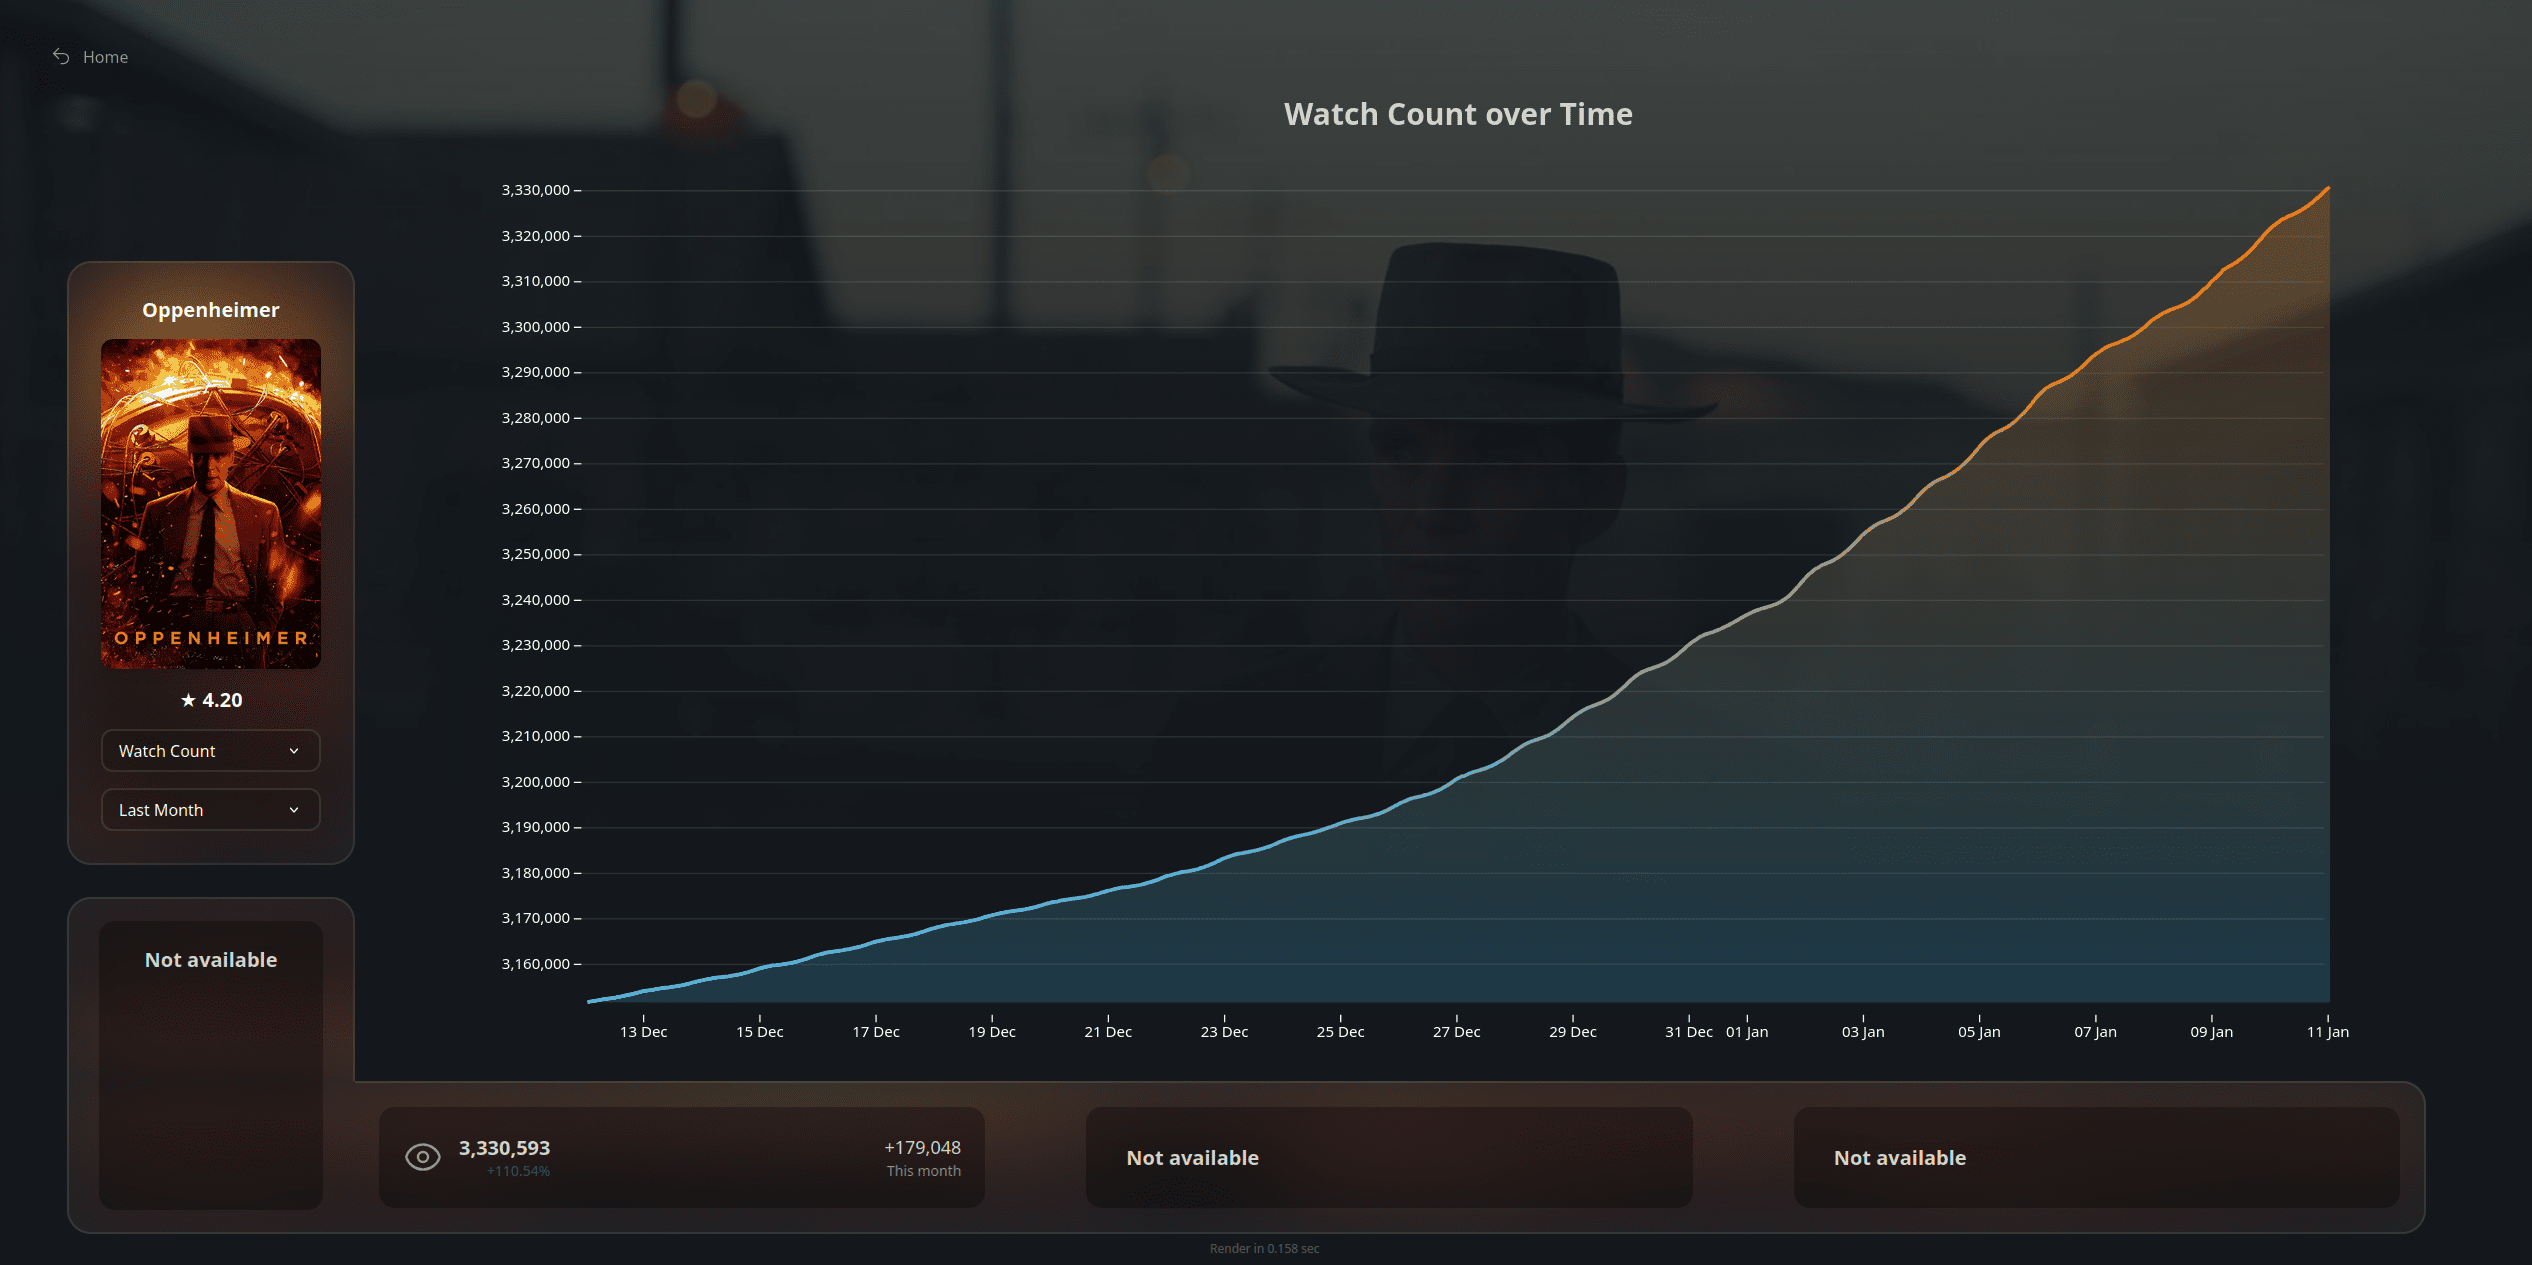 Home
Watch Count over Time
Oppenheimer
OPPENHEIMER
★ 4.20
Watch Count
Last Month
3,330,000
3,320,000
3,310,000
3,300,000
3,290,000
3,280,000
3,270,000
3,260,000
3,250,000
3,240,000
3,230,000
3,220,000
3,210,000
3,200,000
3,190,000
3,180,000
3,170,000
3,160,000
13 Dec 15 Dec 17 Dec 19 Dec 21 Dec 23 Dec 25 Dec 27 Dec 29 Dec 31 Dec 01 Jan 03 Jan 05 Jan 07 Jan 09 Jan 11 Jan
Not available
3,330,593
+110.54%
+179,048
This month
Not available
Not available
Render in 0.158 sec